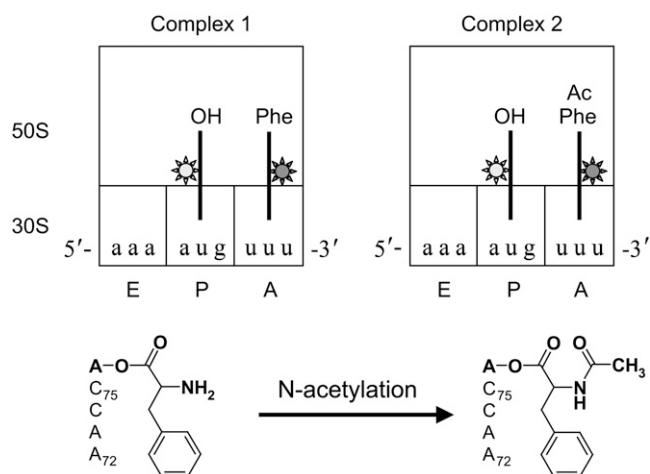 Complex 1 Complex 2
Ac
OH Phe OH Phe
50S
30S
5′- a a a a u g u u u -3′ 5′- a a a a u g u u u -3′
E P A E P A
O O O
A–O A–O
NH₂ N-acetylation N CH₃
H
C₇₅ C₇₅
C C
A A
A₇₂ A₇₂